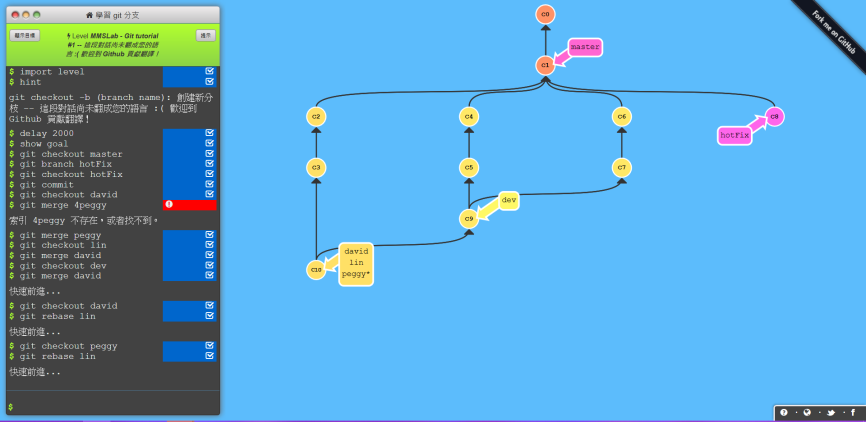 學習 git 分支
顯示目標
Level MMSLab - Git tutorial
#1 -- 這段對話尚未翻成您的語
言 :( 歡迎到 Github 貢獻翻譯！
提示
$ import level
$ hint
git checkout -b (branch name): 創建新分
枝 -- 這段對話尚未翻成您的語言 :( 歡迎到
Github 貢獻翻譯！
$ delay 2000
$ show goal
$ git checkout master
$ git branch hotFix
$ git checkout hotFix
$ git commit
$ git checkout david
$ git merge 4peggy
索引 4peggy 不存在，或者找不到。
$ git merge peggy
$ git checkout lin
$ git merge david
$ git checkout dev
$ git merge david
快速前進...
$ git checkout david
$ git rebase lin
快速前進...
$ git checkout peggy
$ git rebase lin
快速前進...
$
C0
master
C1
C2
C4
C6
C8
hotFix
C3
C5
C7
dev
C9
david
lin
peggy*
C10
Fork me on GitHub